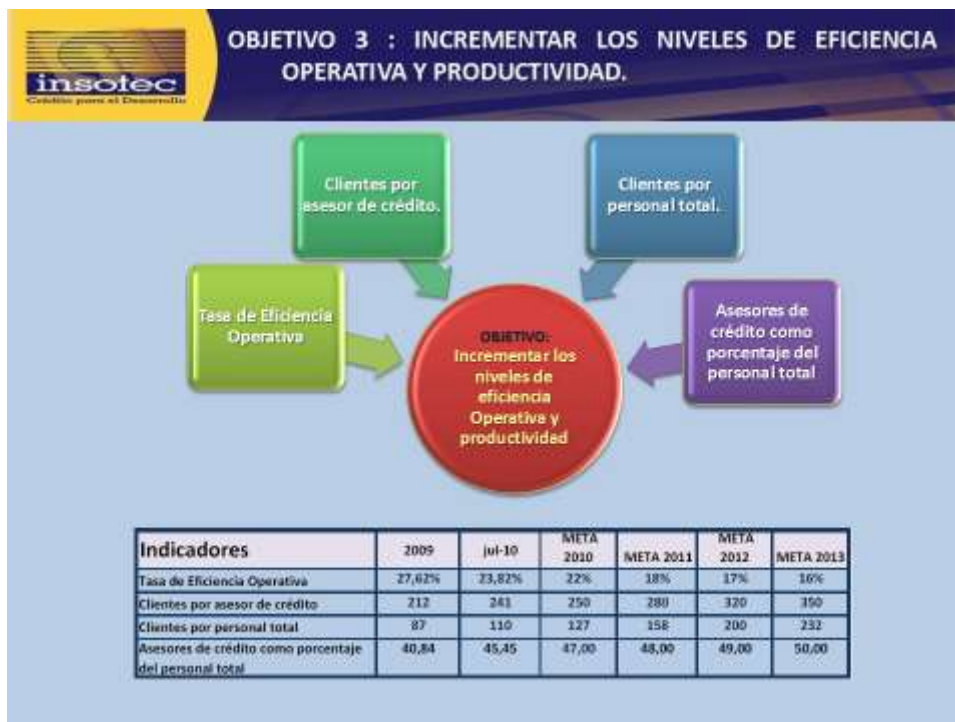 insotec
Crédito para el Desarrollo
OBJETIVO 3 : INCREMENTAR LOS NIVELES DE EFICIENCIA
OPERATIVA Y PRODUCTIVIDAD.
Clientes por
asesor de crédito.
Clientes por
personal total.
Tasa de Eficiencia
Operativa
Asesores de
crédito como
porcentaje del
personal total
OBJETIVO:
Incrementar los
niveles de
eficiencia
Operativa y
productividad
Indicadores 2009 jul-10 META 2010 META 2011 META 2012 META 2013
Tasa de Eficiencia Operativa 27,62% 23,82% 22% 18% 17% 16%
Clientes por asesor de crédito 212 241 250 280 320 350
Clientes por personal total 87 110 127 158 200 232
Asesores de crédito como porcentaje 40,84 45,45 47,00 48,00 49,00 50,00
del personal total